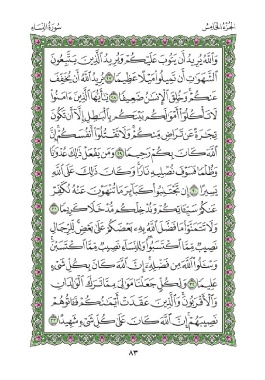 الجزء الخامس
سورة النساء
وَٱللَّهُ يُرِيدُ أَن يَتُوبَ عَلَيْكُمْ وَيُرِيدُ ٱلَّذِينَ يَتَّبِعُونَ
ٱلشَّهَوَٰتِ أَن تَمِيلُوا۟ مَيْلًا عَظِيمًا ٢٧ يُرِيدُ ٱللَّهُ أَن يُخَفِّفَ
عَنكُمْ وَخُلِقَ ٱلْإِنسَٰنُ ضَعِيفًا ٢٨ يَٰٓأَيُّهَا ٱلَّذِينَ ءَامَنُوا۟
لَا تَأْكُلُوٓا۟ أَمْوَٰلَكُم بَيْنَكُم بِٱلْبَٰطِلِ إِلَّآ أَن تَكُونَ
تِجَٰرَةً عَن تَرَاضٍ مِّنكُمْ وَلَا تَقْتُلُوٓا۟ أَنفُسَكُمْ إِنَّ
ٱللَّهَ كَانَ بِكُمْ رَحِيمًا ٢٩ وَمَن يَفْعَلْ ذَٰلِكَ عُدْوَٰنًا
وَظُلْمًا فَسَوْفَ نُصْلِيهِ نَارًا وَكَانَ ذَٰلِكَ عَلَى ٱللَّهِ
يَسِيرًا ٣٠ إِن تَجْتَنِبُوا۟ كَبَآئِرَ مَا تُنْهَوْنَ عَنْهُ نُكَفِّرْ
عَنكُمْ سَيِّـَٔاتِكُمْ وَنُدْخِلْكُم مُّدْخَلًا كَرِيمًا ٣١
وَلَا تَتَمَنَّوْا۟ مَا فَضَّلَ ٱللَّهُ بِهِۦ بَعْضَكُمْ عَلَىٰ بَعْضٍ لِّلرِّجَالِ
نَصِيبٌ مِّمَّا ٱكْتَسَبُوا۟ وَلِلنِّسَآءِ نَصِيبٌ مِّمَّا ٱكْتَسَبْنَ
وَسْـَٔلُوا۟ ٱللَّهَ مِن فَضْلِهِۦٓ إِنَّ ٱللَّهَ كَانَ بِكُلِّ شَىْءٍ
عَلِيمًا ٣٢ وَلِكُلٍّ جَعَلْنَا مَوَٰلِىَ مِمَّا تَرَكَ ٱلْوَٰلِدَانِ
وَٱلْأَقْرَبُونَ وَٱلَّذِينَ عَقَدَتْ أَيْمَٰنُكُمْ فَـَٔاتُوهُمْ
نَصِيبَهُمْ إِنَّ ٱللَّهَ كَانَ عَلَىٰ كُلِّ شَىْءٍ شَهِيدًا ٣٣
٨٣